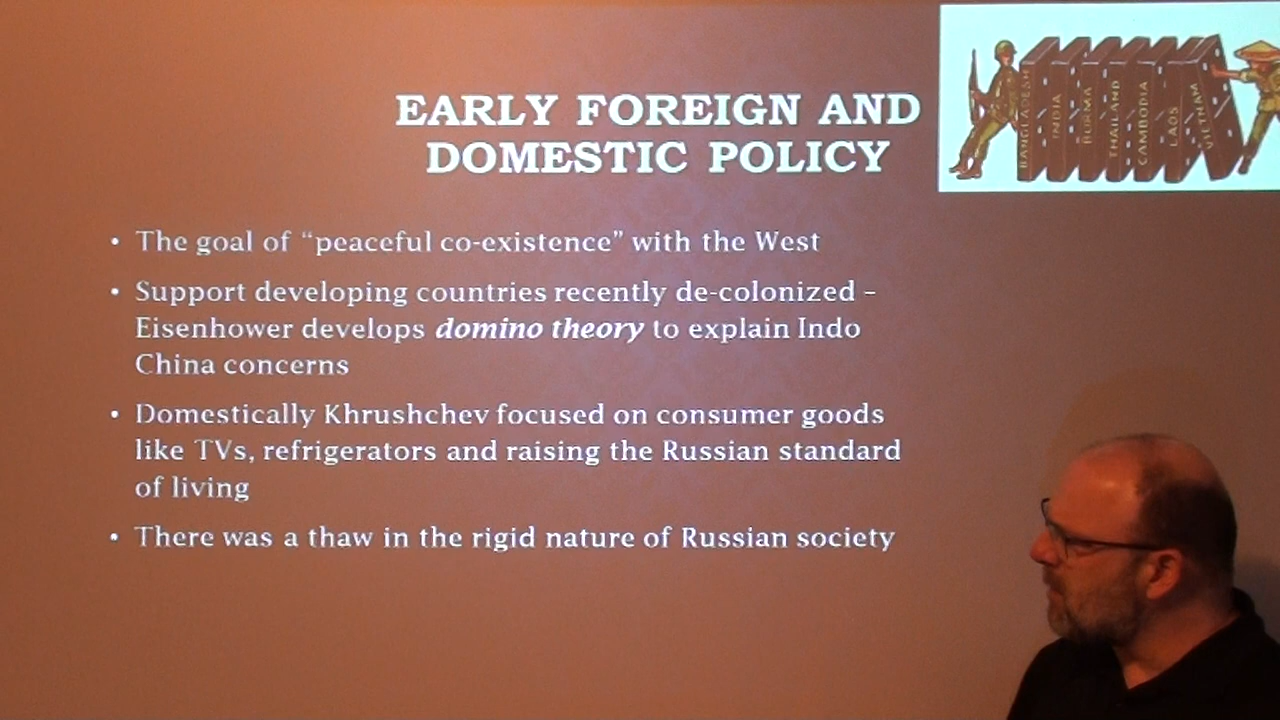 EARLY FOREIGN AND
DOMESTIC POLICY
BANGLADESH
INDIA
BURMA
THAILAND
CAMBODIA
LAOS
VIETNAM
• The goal of “peaceful co-existence” with the West
• Support developing countries recently de-colonized –
Eisenhower develops domino theory to explain Indo
China concerns
• Domestically Khrushchev focused on consumer goods
like TVs, refrigerators and raising the Russian standard
of living
• There was a thaw in the rigid nature of Russian society